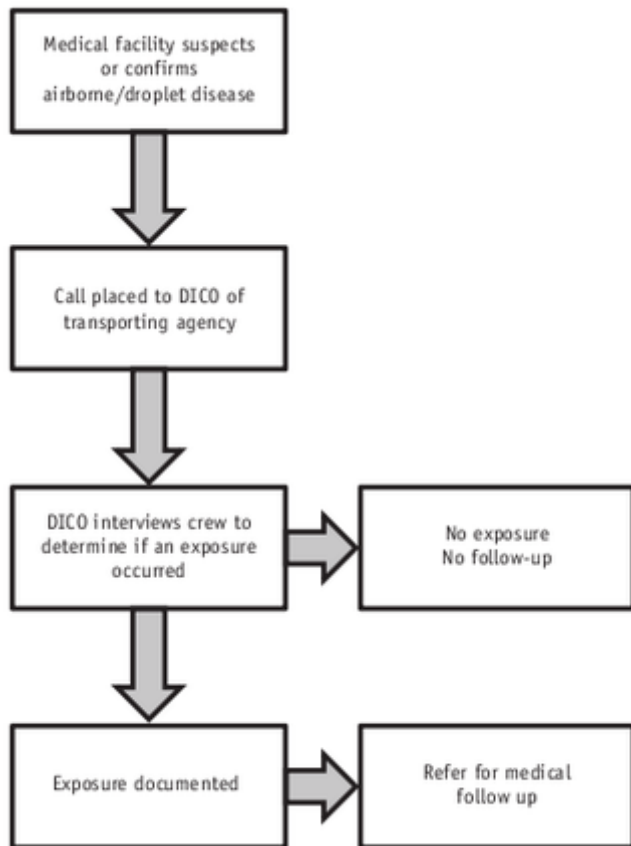 Medical facility suspects
or confirms
airborne/droplet disease
Call placed to DICO of
transporting agency
DICO interviews crew to
determine if an exposure
occurred
No exposure
No follow-up
Exposure documented
Refer for medical
follow up